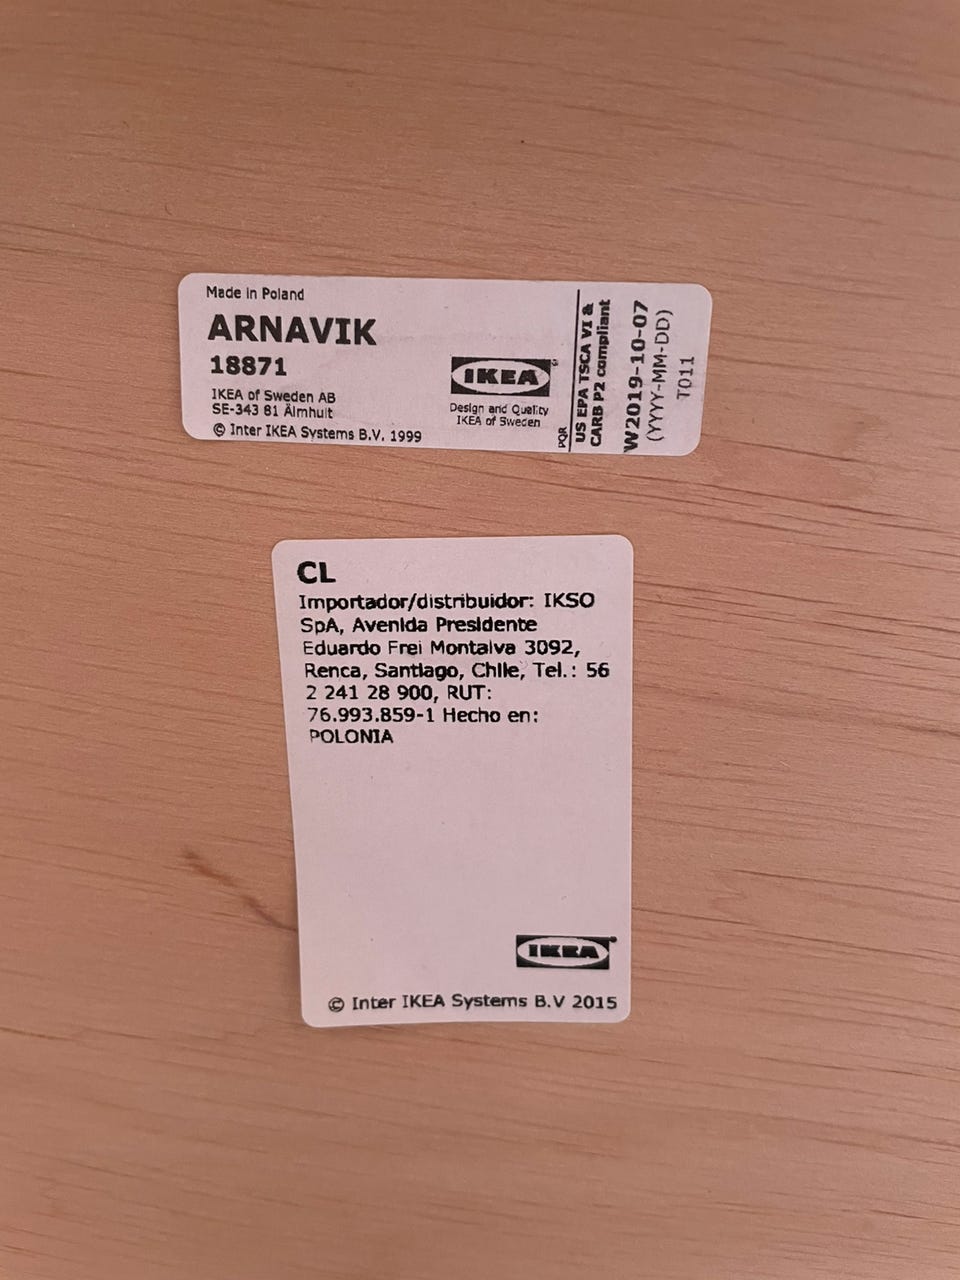 Made in Poland
ARNAVIK
18871
IKEA of Sweden AB
SE-343 81 Älmhult
© Inter IKEA Systems B.V. 1999
IKEA
Design and Quality
IKEA of Sweden
PQR
US EPA TSCA VI &
CARB P2 compliant
W2019-10-07
(YYYY-MM-DD)
T011
CL
Importador/distribuidor: IKSO
SpA, Avenida Presidente
Eduardo Frei Montalva 3092,
Renca, Santiago, Chile, Tel.: 56
2 241 28 900, RUT:
76.993.859-1 Hecho en:
POLONIA
IKEA
© Inter IKEA Systems B.V 2015